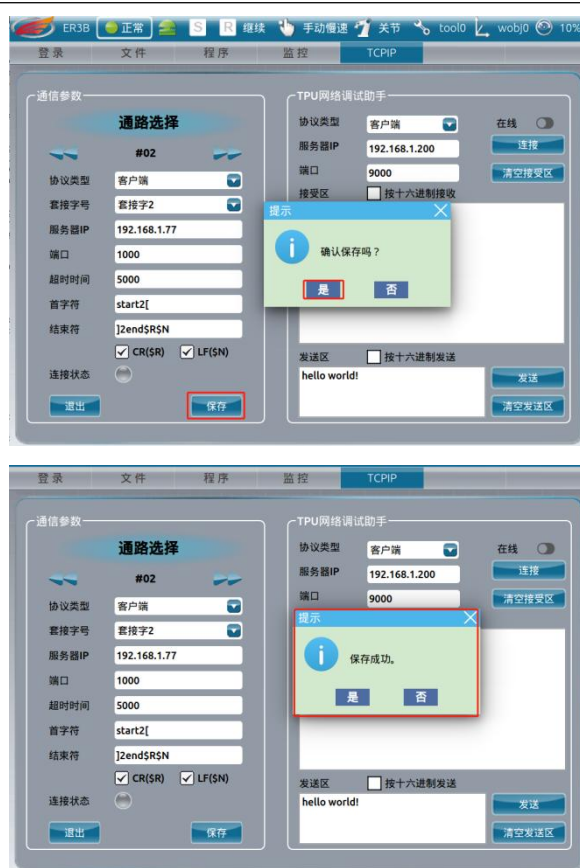 ER3B 正常 S R 继续 手动慢速 关节 tool0 wobj0 10%
登录 文件 程序 监控 TCPIP
通信参数
通路选择
#02
协议类型 客户端
套接字号 套接字2
服务器IP 192.168.1.77
端口 1000
超时时间 5000
首字符 start2[
结束符 ]2end$R$N
CR($R) LF($N)
连接状态
退出 保存
TPU网络调试助手
协议类型 客户端 在线
服务器IP 192.168.1.200 连接
端口 9000 清空接受区
接受区 按十六进制接收
提示
确认保存吗？
是 否
发送区 按十六进制发送
hello world! 发送
清空发送区
登录 文件 程序 监控 TCPIP
通信参数
通路选择
#02
协议类型 客户端
套接字号 套接字2
服务器IP 192.168.1.77
端口 1000
超时时间 5000
首字符 start2[
结束符 ]2end$R$N
CR($R) LF($N)
连接状态
退出 保存
TPU网络调试助手
协议类型 客户端 在线
服务器IP 192.168.1.200 连接
端口 9000 清空接受区
提示
保存成功。
是 否
发送区 按十六进制发送
hello world! 发送
清空发送区